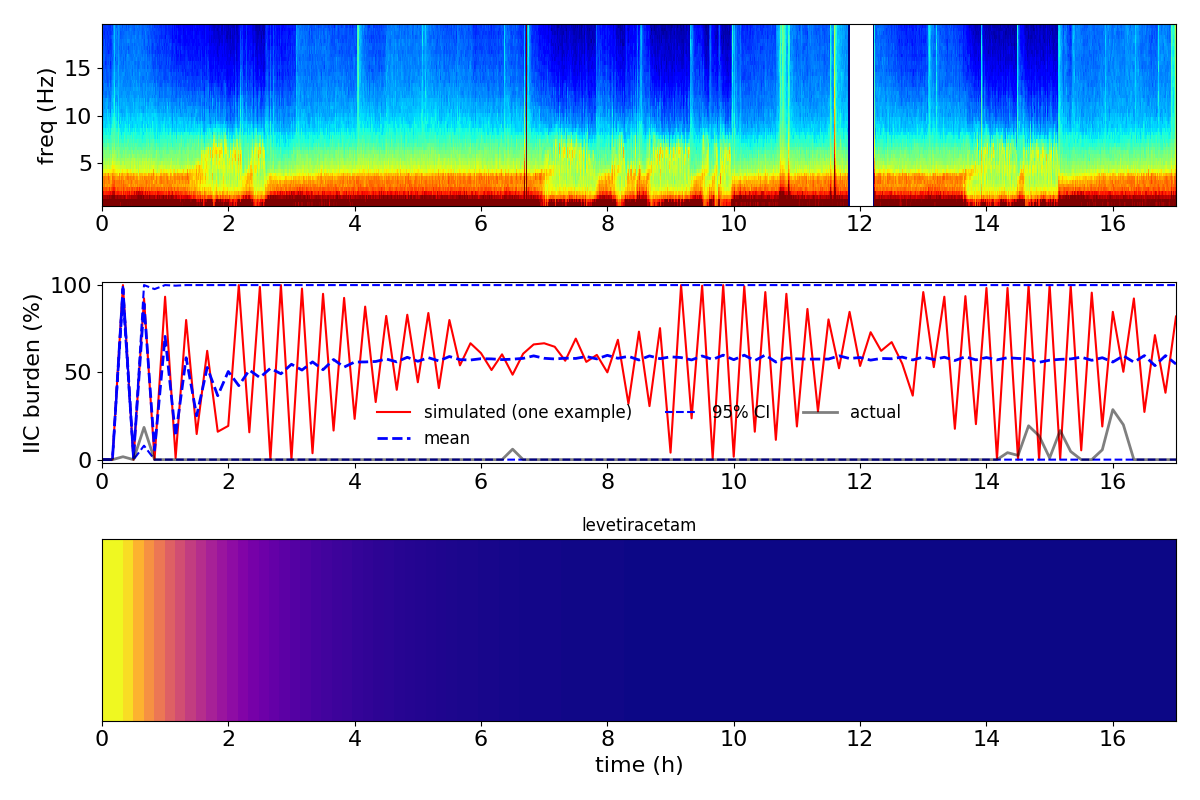 freq (Hz)
15
10
5
0 2 4 6 8 10 12 14 16
IIC burden (%)
100
50
0
simulated (one example) 95% CI actual
mean
0 2 4 6 8 10 12 14 16
levetiracetam
0 2 4 6 8 10 12 14 16
time (h)